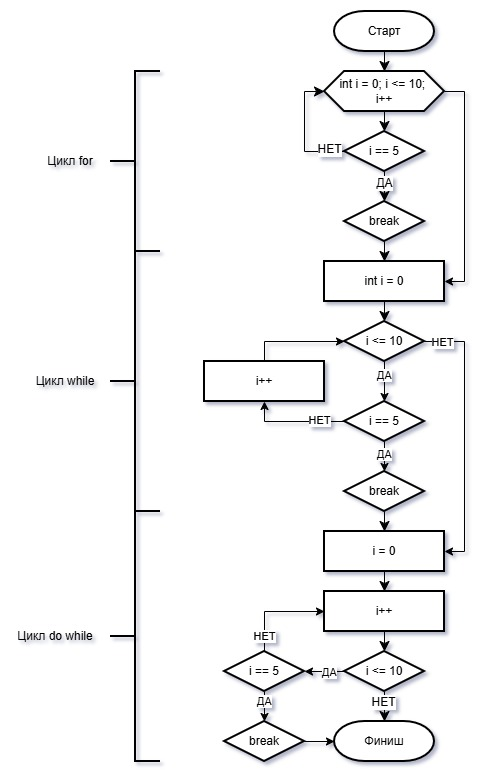 Старт
int i = 0; i <= 10;
i++
НЕТ
i == 5
Цикл for
ДА
break
int i = 0
i <= 10
НЕТ
Цикл while
i++
ДА
НЕТ
i == 5
ДА
break
i = 0
i++
Цикл do while
НЕТ
i == 5
ДА
i <= 10
ДА
НЕТ
break
Финиш